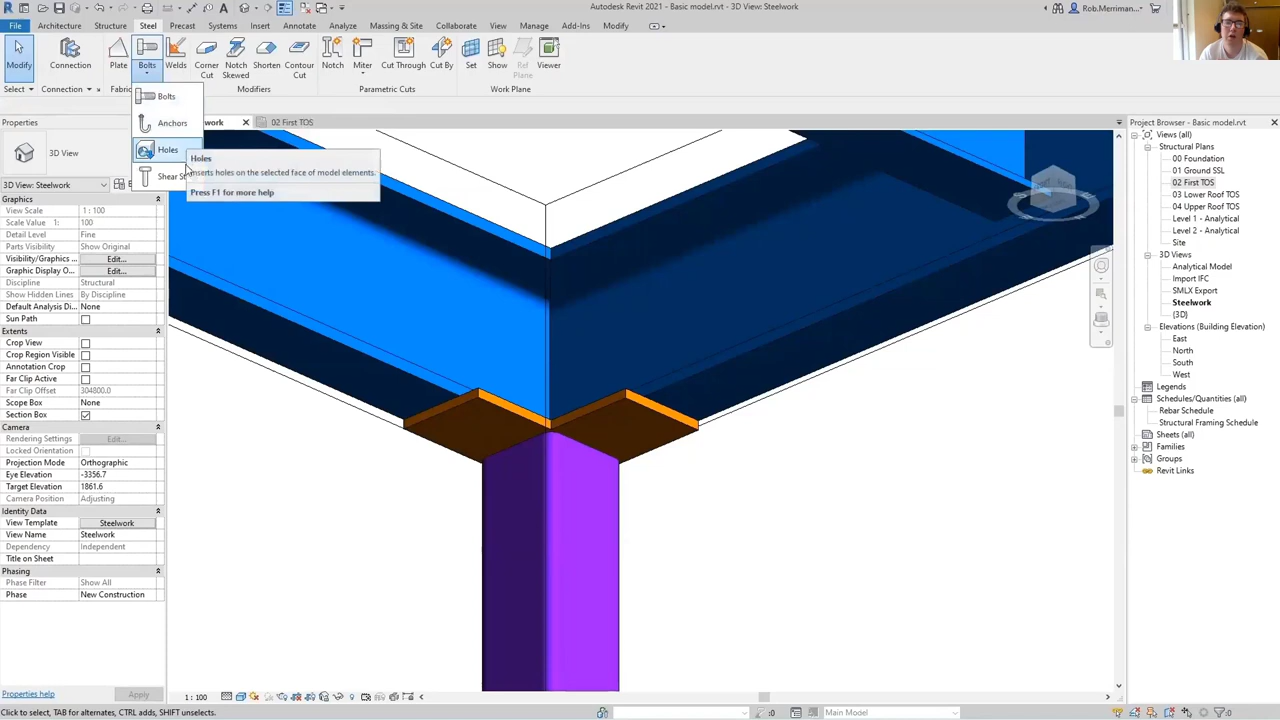 Autodesk Revit 2021 - Basic model.rvt - 3D View: Steelwork
Rob.Merriman...
File Architecture Structure Steel Precast Systems Insert Annotate Analyze Massing & Site Collaborate View Manage Add-Ins Modify
Modify Connection Plate Bolts Welds Corner Cut Notch Skewed Shorten Contour Cut Notch Miter Cut Through Cut By Set Show Ref Plane Viewer
Select Connection Fabric Modifiers Parametric Cuts Work Plane
Bolts
Anchors
Holes
Shear St
Holes
Inserts holes on the selected face of model elements.
Press F1 for more help
work
02 First TOS
Properties
3D View
3D View: Steelwork
Graphics
View Scale 1 : 100
Scale Value 1: 100
Detail Level Fine
Parts Visibility Show Original
Visibility/Graphics ... Edit...
Graphic Display O... Edit...
Discipline Structural
Show Hidden Lines By Discipline
Default Analysis Di... None
Sun Path
Extents
Crop View
Crop Region Visible
Annotation Crop
Far Clip Active
Far Clip Offset 304800.0
Scope Box None
Section Box
Camera
Rendering Settings Edit...
Locked Orientation
Projection Mode Orthographic
Eye Elevation -3356.7
Target Elevation 1861.6
Camera Position Adjusting
Identity Data
View Template Steelwork
View Name Steelwork
Dependency Independent
Title on Sheet
Phasing
Phase Filter Show All
Phase New Construction
Properties help Apply
Project Browser - Basic model.rvt
Views (all)
Structural Plans
00 Foundation
01 Ground SSL
02 First TOS
03 Lower Roof TOS
04 Upper Roof TOS
Level 1 - Analytical
Level 2 - Analytical
Site
3D Views
Analytical Model
Import IFC
SMLX Export
Steelwork
{3D}
Elevations (Building Elevation)
East
North
South
West
Legends
Schedules/Quantities (all)
Rebar Schedule
Structural Framing Schedule
Sheets (all)
Families
Groups
Revit Links
1 : 100
Click to select, TAB for alternates, CTRL adds, SHIFT unselects.
:0
Main Model
:0